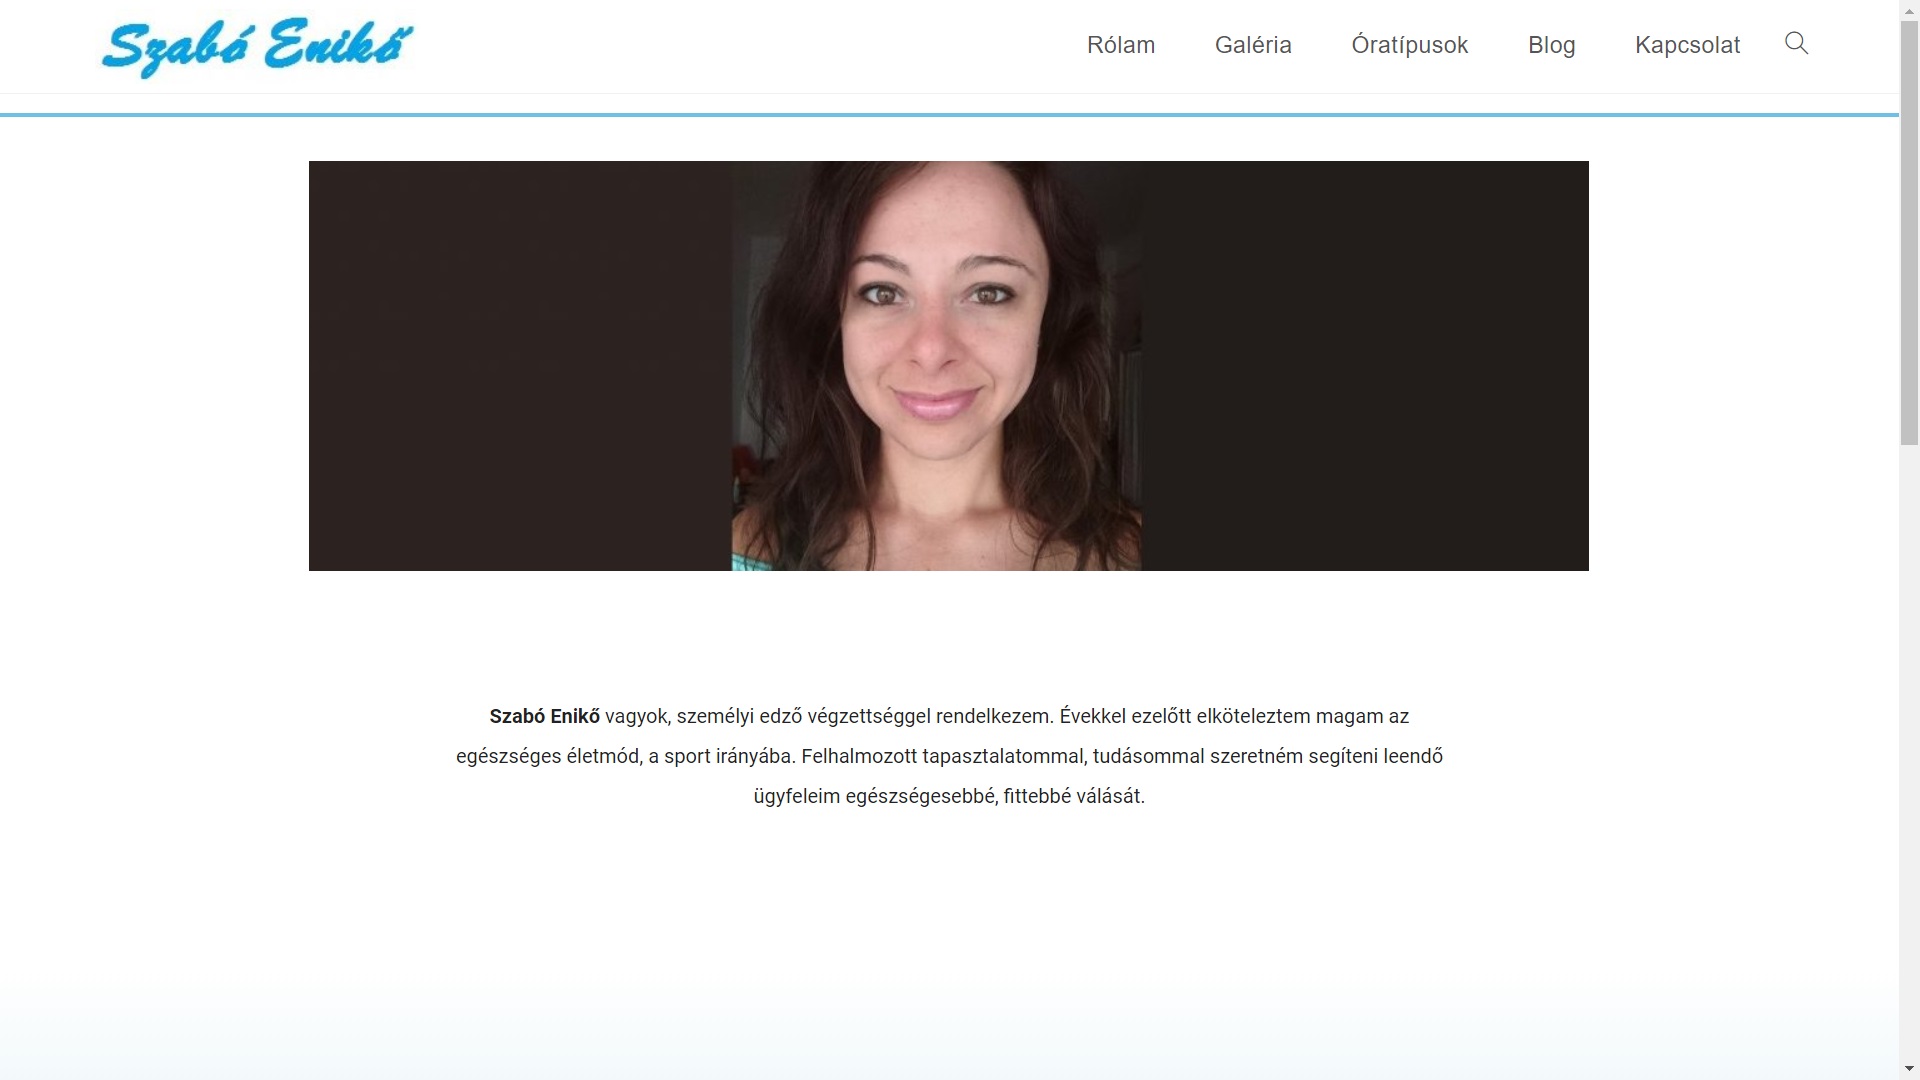 Szabó Enikő
Rólam
Galéria
Óratípusok
Blog
Kapcsolat
Szabó Enikő vagyok, személyi edző végzettséggel rendelkezem. Évekkel ezelőtt elköteleztem magam az
egészséges életmód, a sport irányába. Felhalmozott tapasztalatommal, tudásommal szeretném segíteni leendő
ügyfeleim egészségesebbé, fittebbé válását.